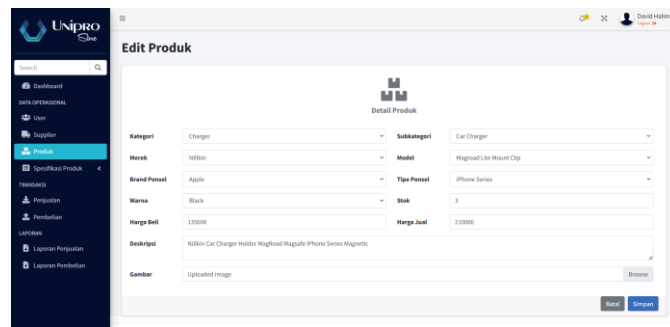 UNIPRO
Store
David Halim
Logout
Search
Edit Produk
Dashboard
DATA OPERASIONAL
User
Supplier
Produk
Spesifikasi Produk
TRANSAKSI
Penjualan
Pembelian
LAPORAN
Laporan Penjualan
Laporan Pembelian
Detail Produk
Kategori Charger Subkategori Car Charger
Merek Nillkin Model Magroad Lite Mount Clip
Brand Ponsel Apple Tipe Ponsel iPhone Series
Warna Black Stok 3
Harga Beli 135000 Harga Jual 210000
Deskripsi Nillkin Car Charger Holder MagRoad Magsafe iPhone Series Magnetic
Gambar Uploaded Image Browse
Batal Simpan